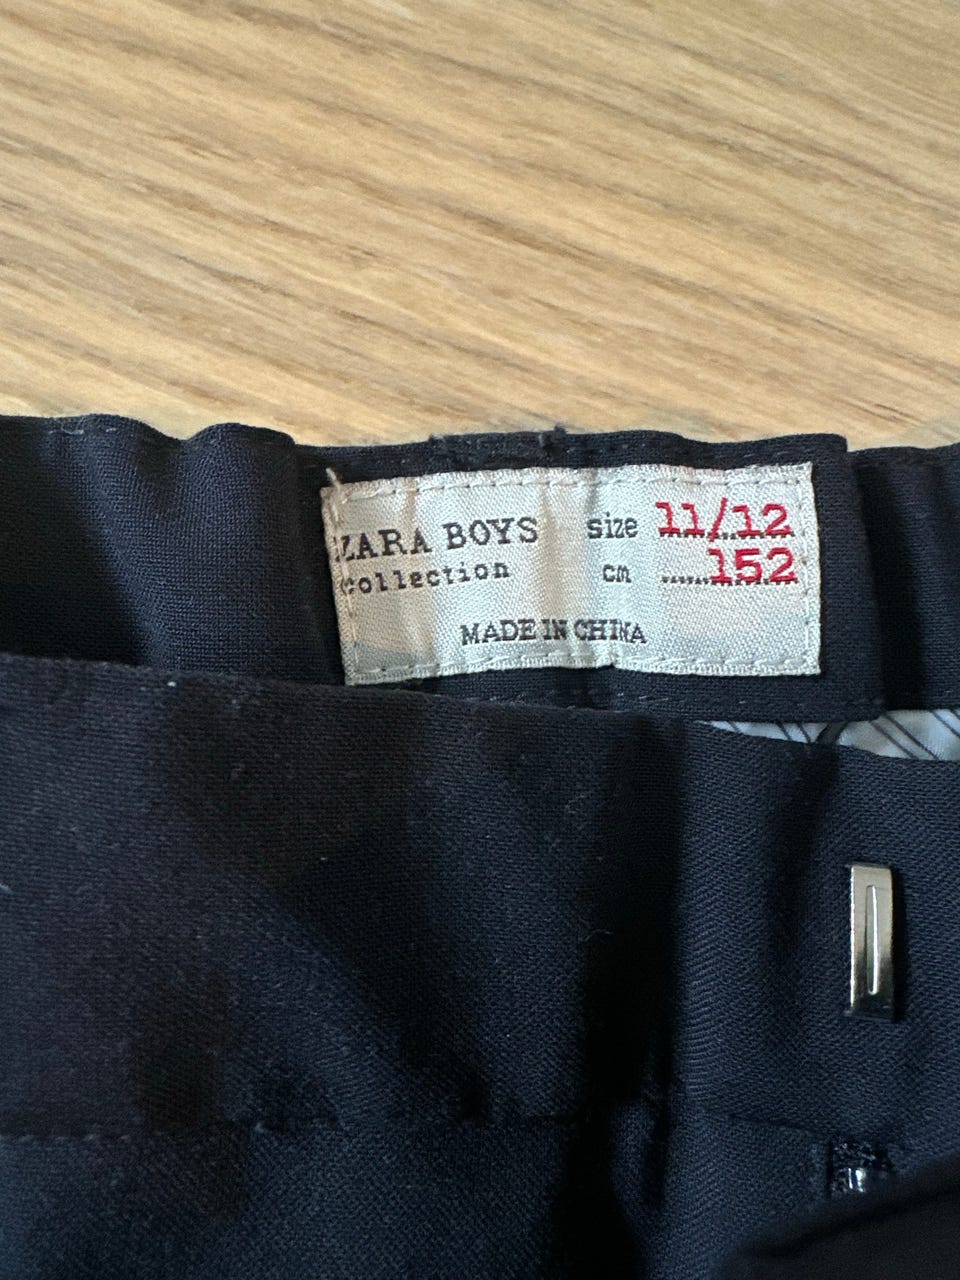 ZARA BOYS
collection
size 11/12
cm 152
MADE IN CHINA